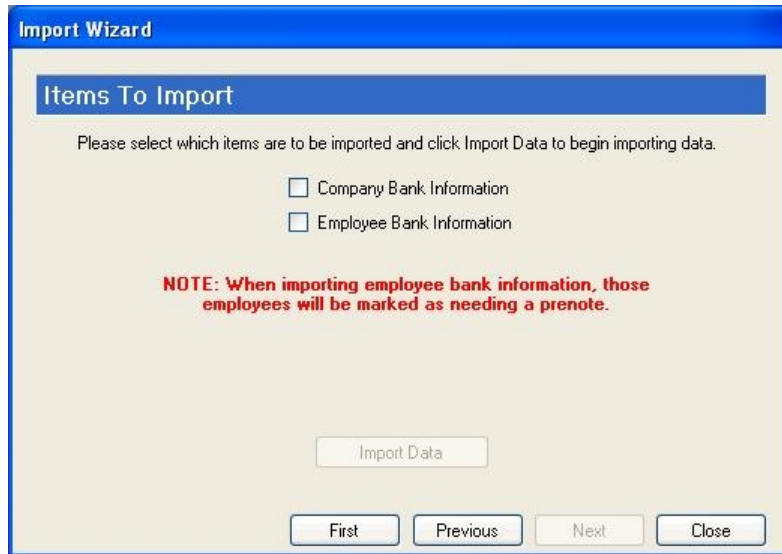 Import Wizard
Items To Import
Please select which items are to be imported and click Import Data to begin importing data.
Company Bank Information
Employee Bank Information
NOTE: When importing employee bank information, those
employees will be marked as needing a prenote.
Import Data
First Previous Next Close